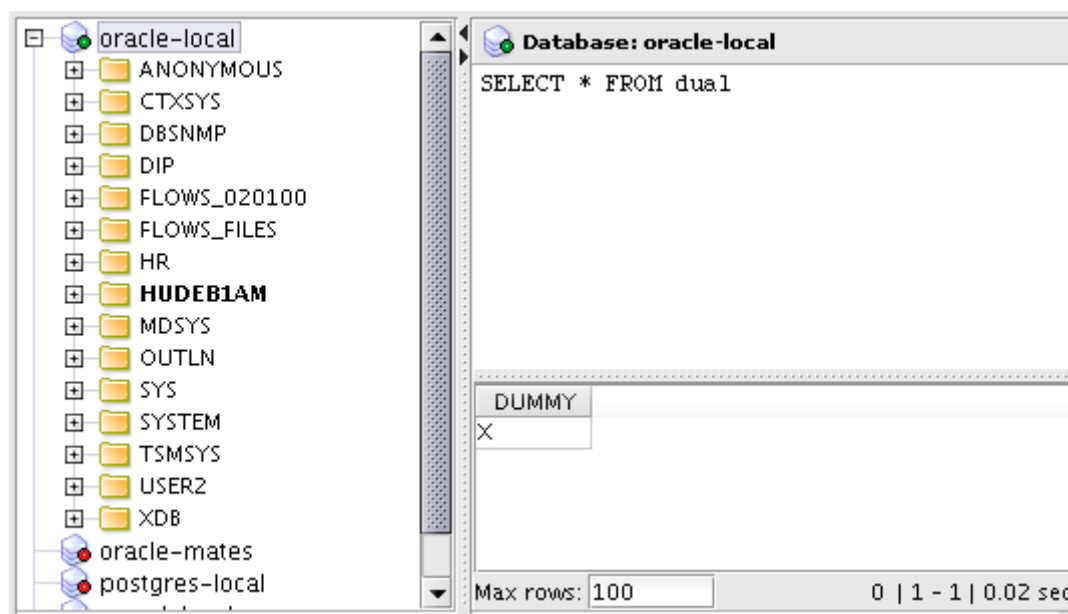 oracle-local
ANONYMOUS
CTXSYS
DBSNMP
DIP
FLOWS_020100
FLOWS_FILES
HR
HUDEB1AM
MDSYS
OUTLN
SYS
SYSTEM
TSMSYS
USER2
XDB
oracle-mates
postgres-local
Database: oracle-local
SELECT * FROM dual
DUMMY
X
Max rows: 100
0 | 1 - 1 | 0.02 sec